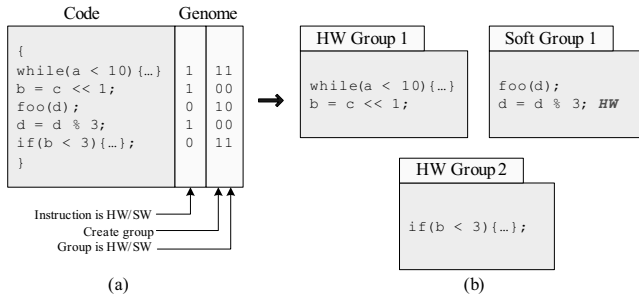 Code Genome
{
while(a < 10){…} 1 11
b = c << 1; 1 00
foo(d); 0 10
d = d % 3; 1 00
if(b < 3){…}; 0 11
}
Instruction is HW/SW
Create group
Group is HW/SW
(a)
HW Group 1
while(a < 10){…}
b = c << 1;
Soft Group 1
foo(d);
d = d % 3; HW
HW Group 2
if(b < 3){…};
(b)